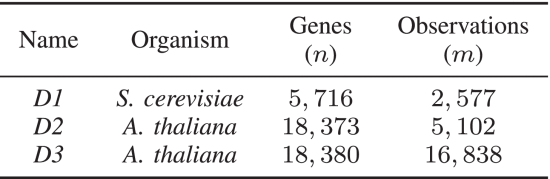 Name Organism Genes (n) Observations (m)
D1 S. cerevisiae 5,716 2,577
D2 A. thaliana 18,373 5,102
D3 A. thaliana 18,380 16,838